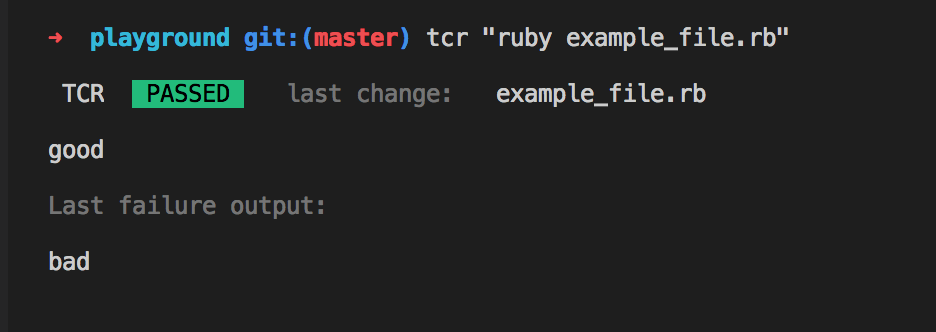 ➜ playground git:(master) tcr "ruby example_file.rb"
TCR PASSED last change: example_file.rb
good
Last failure output:
bad